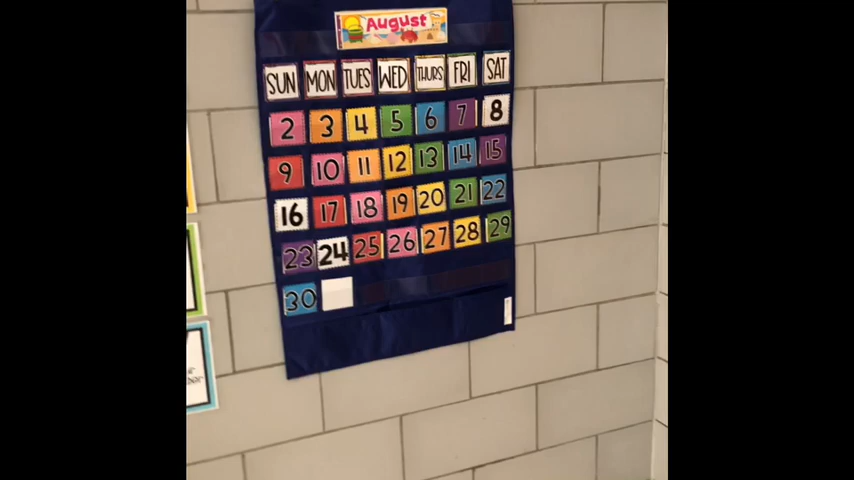 August
SUN MON TUES WED THURS FRI SAT
2 3 4 5 6 7 8
9 10 11 12 13 14 15
16 17 18 19 20 21 22
23 24 25 26 27 28 29
30